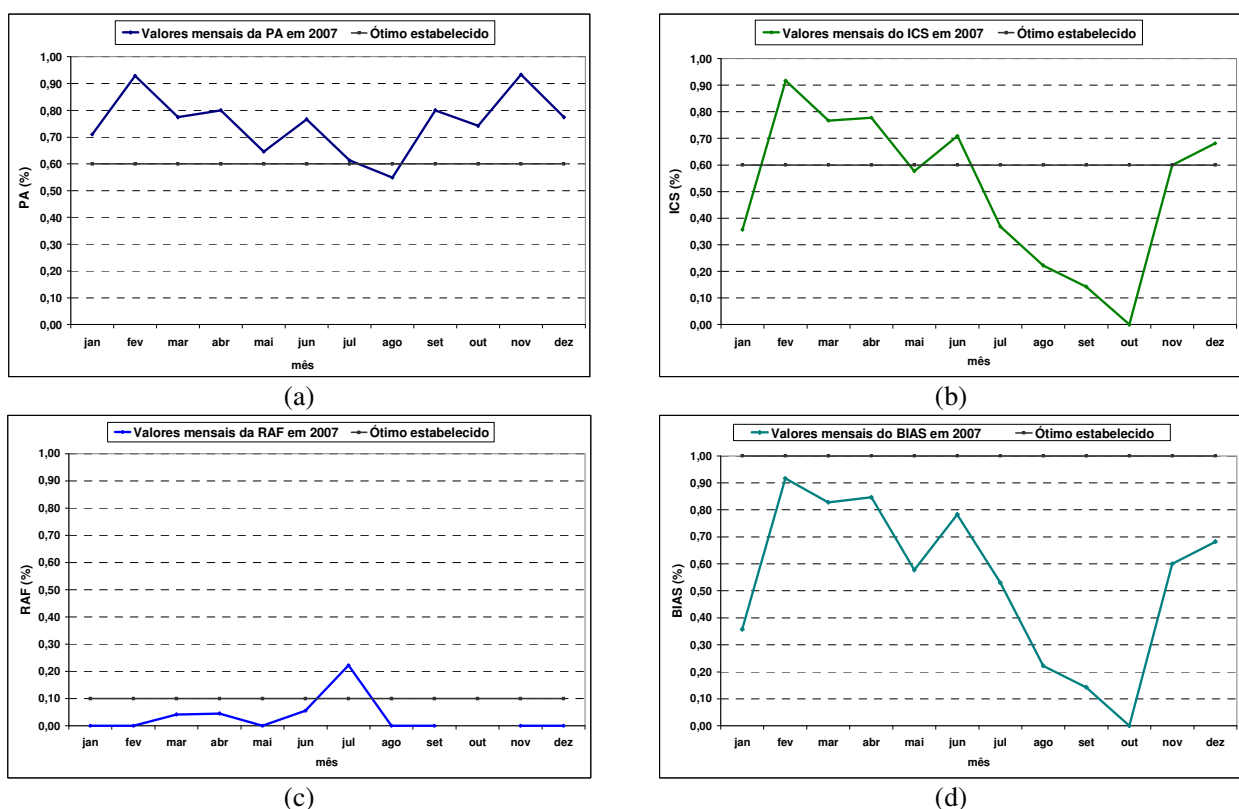 Valores mensais da PA em 2007 Ótimo estabelecido
1,00
0,90
0,80
0,70
0,60
0,50
0,40
0,30
0,20
0,10
0,00
PA (%)
jan fev mar abr mai jun jul ago set out nov dez
mês
(a)
Valores mensais do ICS em 2007 Ótimo estabelecido
1,00
0,90
0,80
0,70
0,60
0,50
0,40
0,30
0,20
0,10
0,00
ICS (%)
jan fev mar abr mai jun jul ago set out nov dez
mês
(b)
Valores mensais da RAF em 2007 Ótimo estabelecido
1,00
0,90
0,80
0,70
0,60
0,50
0,40
0,30
0,20
0,10
0,00
RAF (%)
jan fev mar abr mai jun jul ago set out nov dez
mês
(c)
Valores mensais do BIAS em 2007 Ótimo estabelecido
1,00
0,90
0,80
0,70
0,60
0,50
0,40
0,30
0,20
0,10
0,00
BIAS (%)
jan fev mar abr mai jun jul ago set out nov dez
mês
(d)